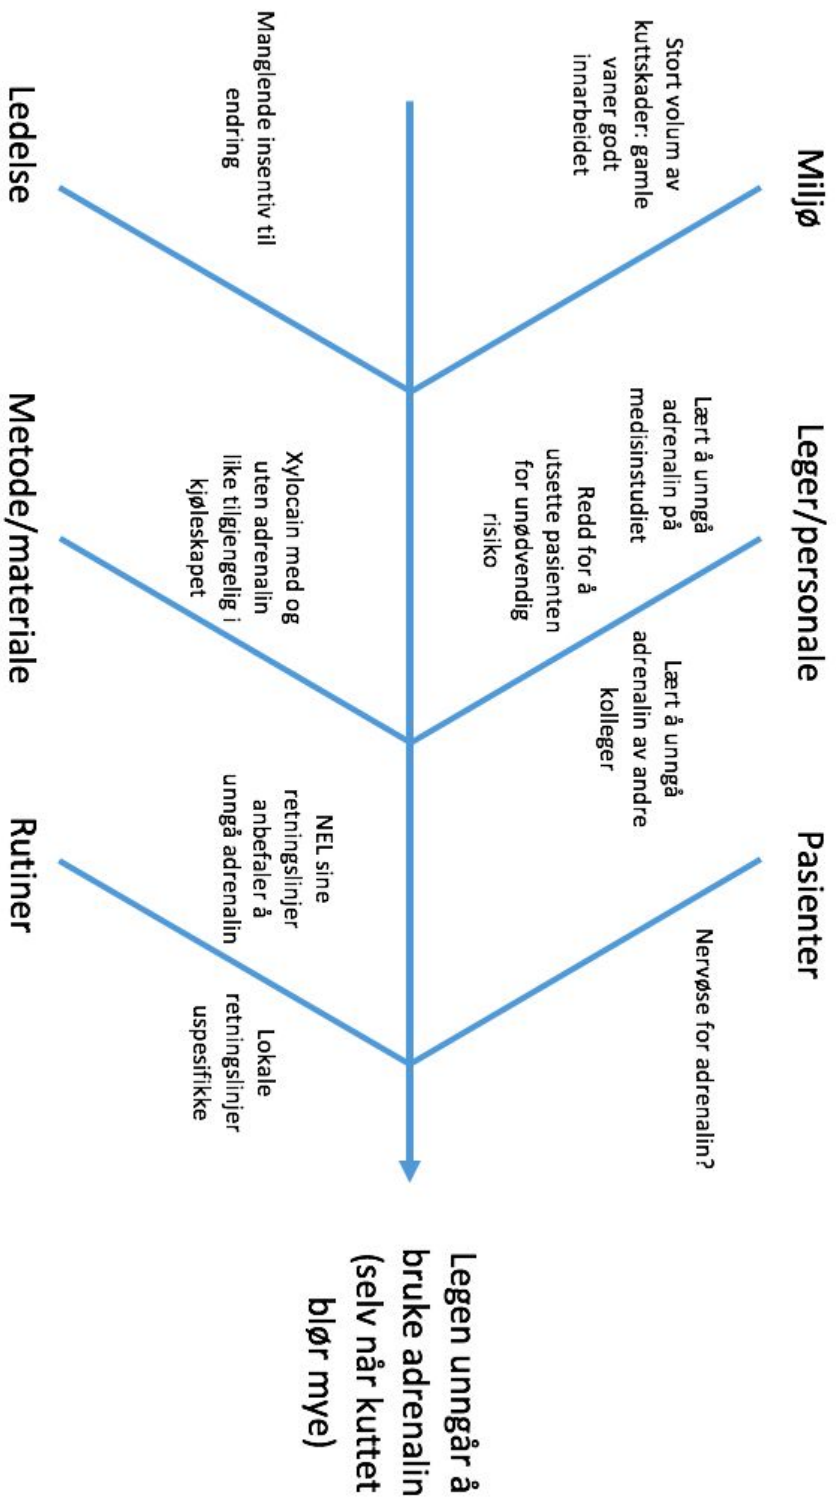 Miljø
Leger/personale
Pasienter
Stort volum av
kuttskader: gamle
vaner godt
innarbeidet
Lært å unngå
adrenalin på
medisinstudiet
Redd for å
utsette pasienten
for unødvendig
risiko
Lært å unngå
adrenalin av andre
kolleger
Nervøse for adrenalin?
Legen unngår å
bruke adrenalin
(selv når kuttet
blør mye)
Manglende insentiv til
endring
Xylocain med og
uten adrenalin
like tilgjengelig i
kjøleskapet
NEL sine
retningslinjer
anbefaler å
unngå adrenalin
Lokale
retningslinjer
uspesifikke
Ledelse
Metode/materiale
Rutiner